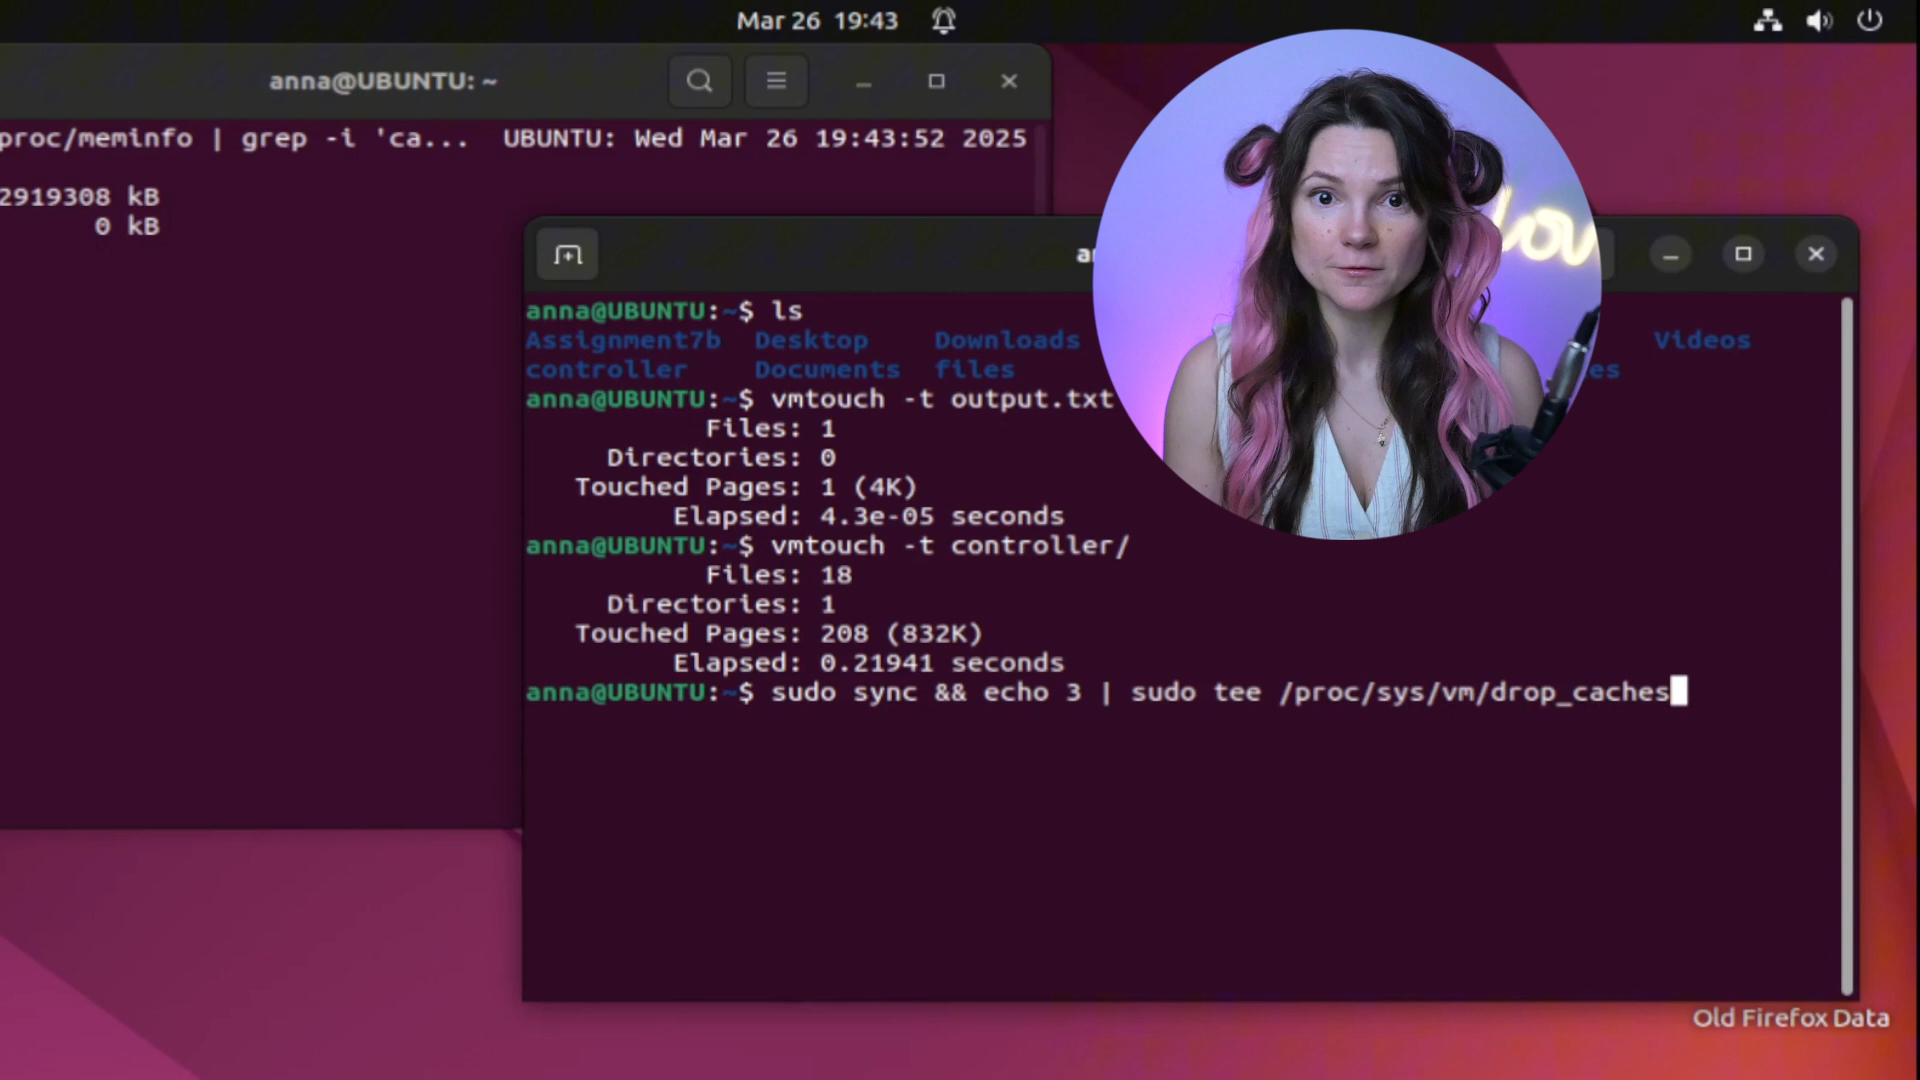 Mar 26 19:43
anna@UBUNTU: ~
proc/meminfo | grep -i 'ca... UBUNTU: Wed Mar 26 19:43:52 2025
2919308 kB
0 kB
anna@UBUNTU:~$ ls
Assignment7b Desktop Downloads Videos
controller Documents files es
anna@UBUNTU:~$ vmtouch -t output.txt
Files: 1
Directories: 0
Touched Pages: 1 (4K)
Elapsed: 4.3e-05 seconds
anna@UBUNTU:~$ vmtouch -t controller/
Files: 18
Directories: 1
Touched Pages: 208 (832K)
Elapsed: 0.21941 seconds
anna@UBUNTU:~$ sudo sync && echo 3 | sudo tee /proc/sys/vm/drop_caches
Old Firefox Data